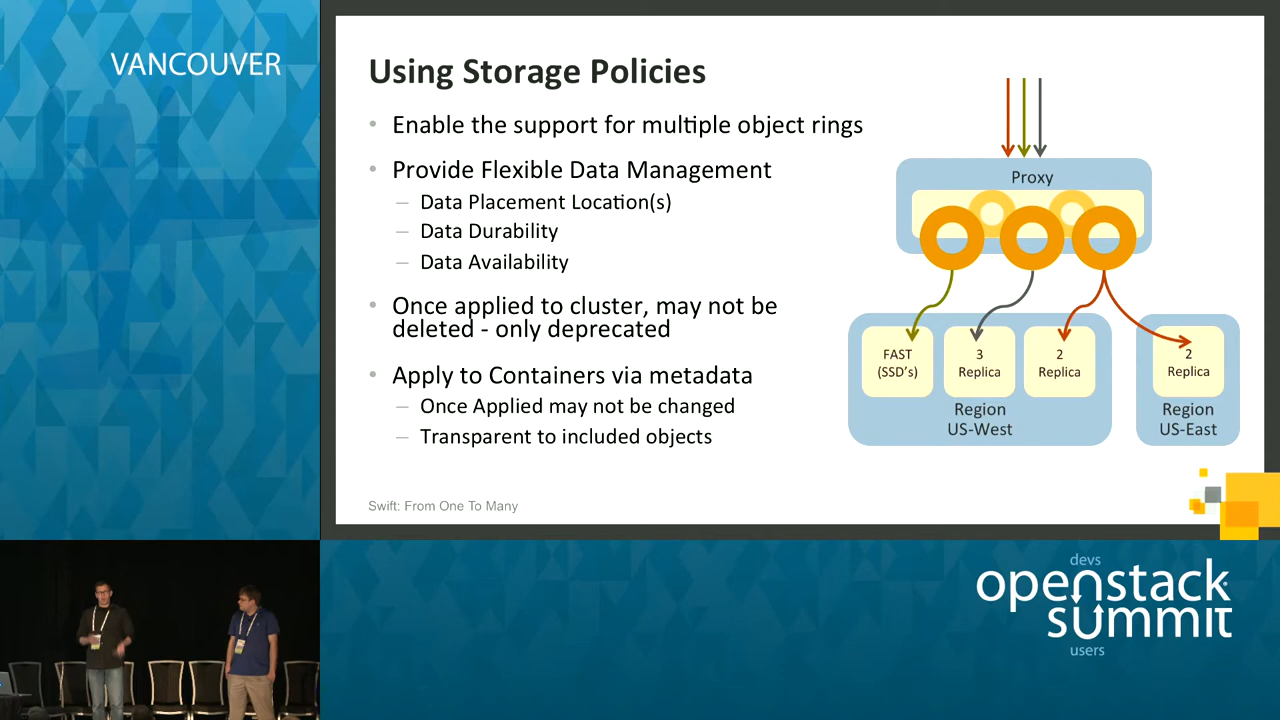 VANCOUVER
Using Storage Policies
• Enable the support for multiple object rings
• Provide Flexible Data Management
– Data Placement Location(s)
– Data Durability
– Data Availability
• Once applied to cluster, may not be
deleted - only deprecated
• Apply to Containers via metadata
– Once Applied may not be changed
– Transparent to included objects
Proxy
FAST
(SSD's)
3
Replica
2
Replica
Region
US-West
2
Replica
Region
US-East
Swift: From One To Many
devs
openstack
summit
users